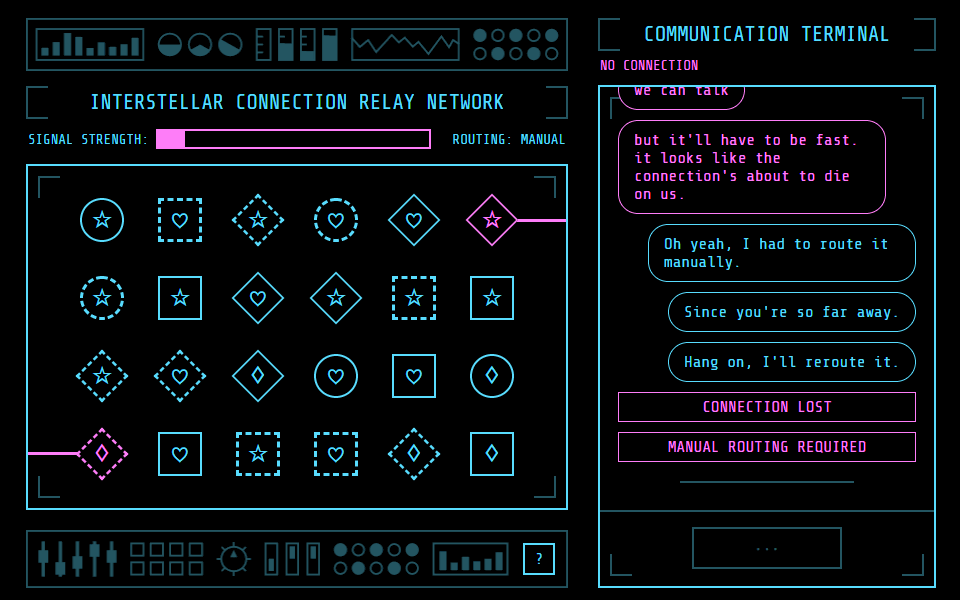 COMMUNICATION TERMINAL
NO CONNECTION
INTERSTELLAR CONNECTION RELAY NETWORK
SIGNAL STRENGTH:
ROUTING: MANUAL
we can talk
but it'll have to be fast.
it looks like the
connection's about to die
on us.
Oh yeah, I had to route it
manually.
Since you're so far away.
Hang on, I'll reroute it.
CONNECTION LOST
MANUAL ROUTING REQUIRED
...
?